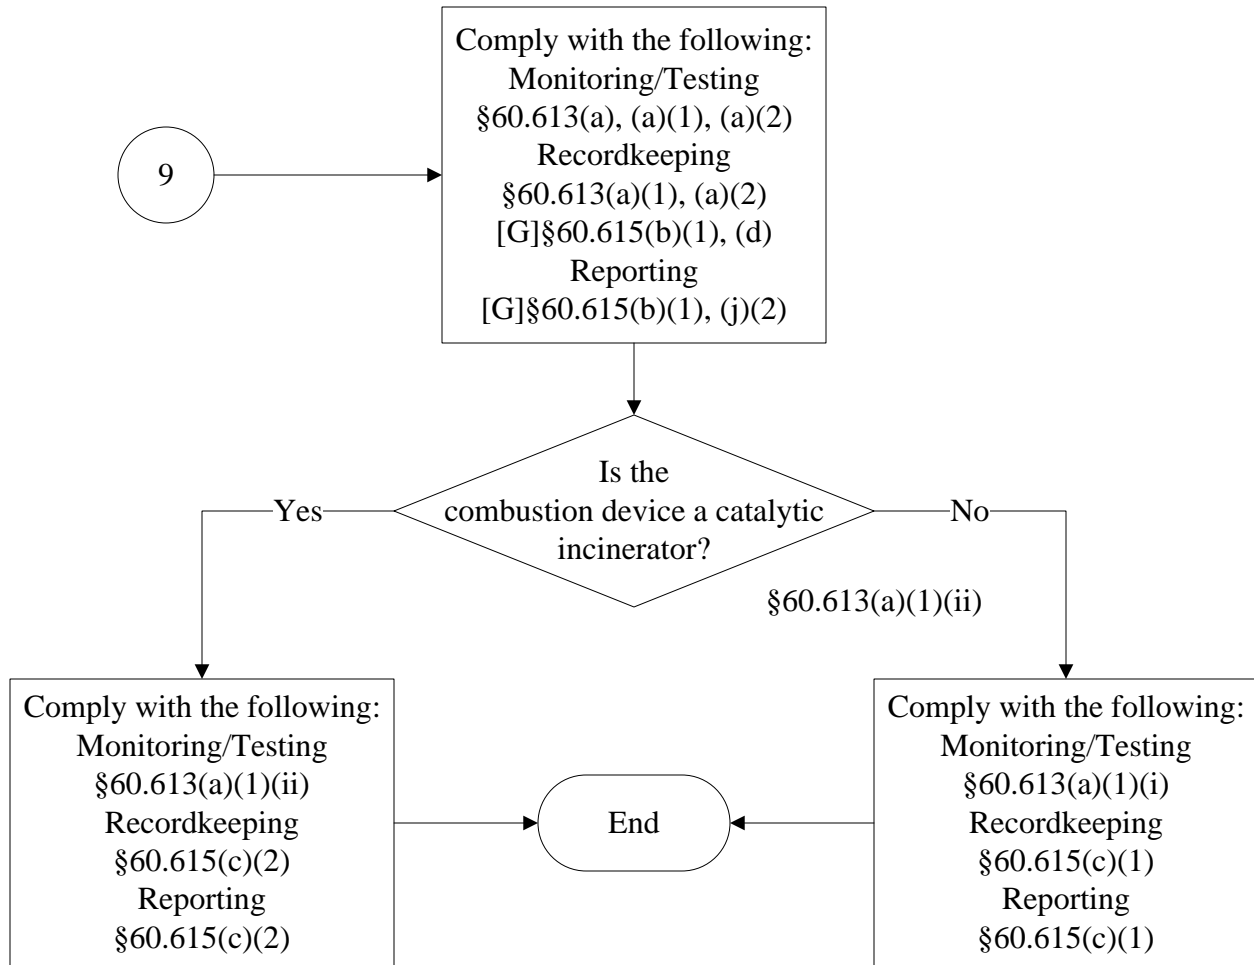 Comply with the following:
Monitoring/Testing
§60.613(a), (a)(1), (a)(2)
Recordkeeping
§60.613(a)(1), (a)(2)
[G]§60.615(b)(1), (d)
Reporting
[G]§60.615(b)(1), (j)(2)
9
Is the
combustion device a catalytic
incinerator?
Yes
No
§60.613(a)(1)(ii)
Comply with the following:
Monitoring/Testing
§60.613(a)(1)(ii)
Recordkeeping
§60.615(c)(2)
Reporting
§60.615(c)(2)
End
Comply with the following:
Monitoring/Testing
§60.613(a)(1)(i)
Recordkeeping
§60.615(c)(1)
Reporting
§60.615(c)(1)